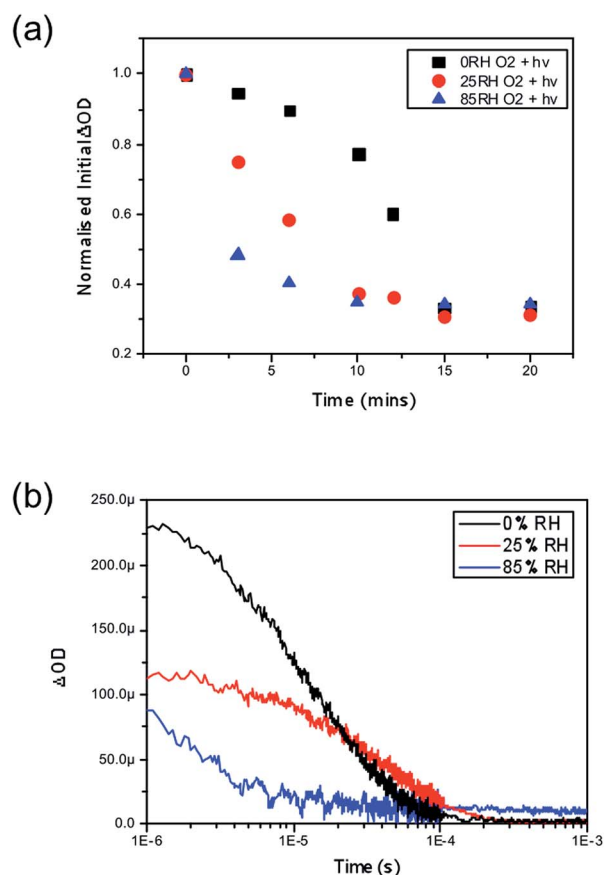 (a)
0RH O2 + hv
25RH O2 + hv
85RH O2 + hv
Normalised Initial ΔOD
1.0
0.8
0.6
0.4
0.2
0 5 10 15 20
Time (mins)
(b)
250.0µ
200.0µ
150.0µ
100.0µ
50.0µ
0.0
ΔOD
0% RH
25% RH
85% RH
1E-6 1E-5 1E-4 1E-3
Time (s)